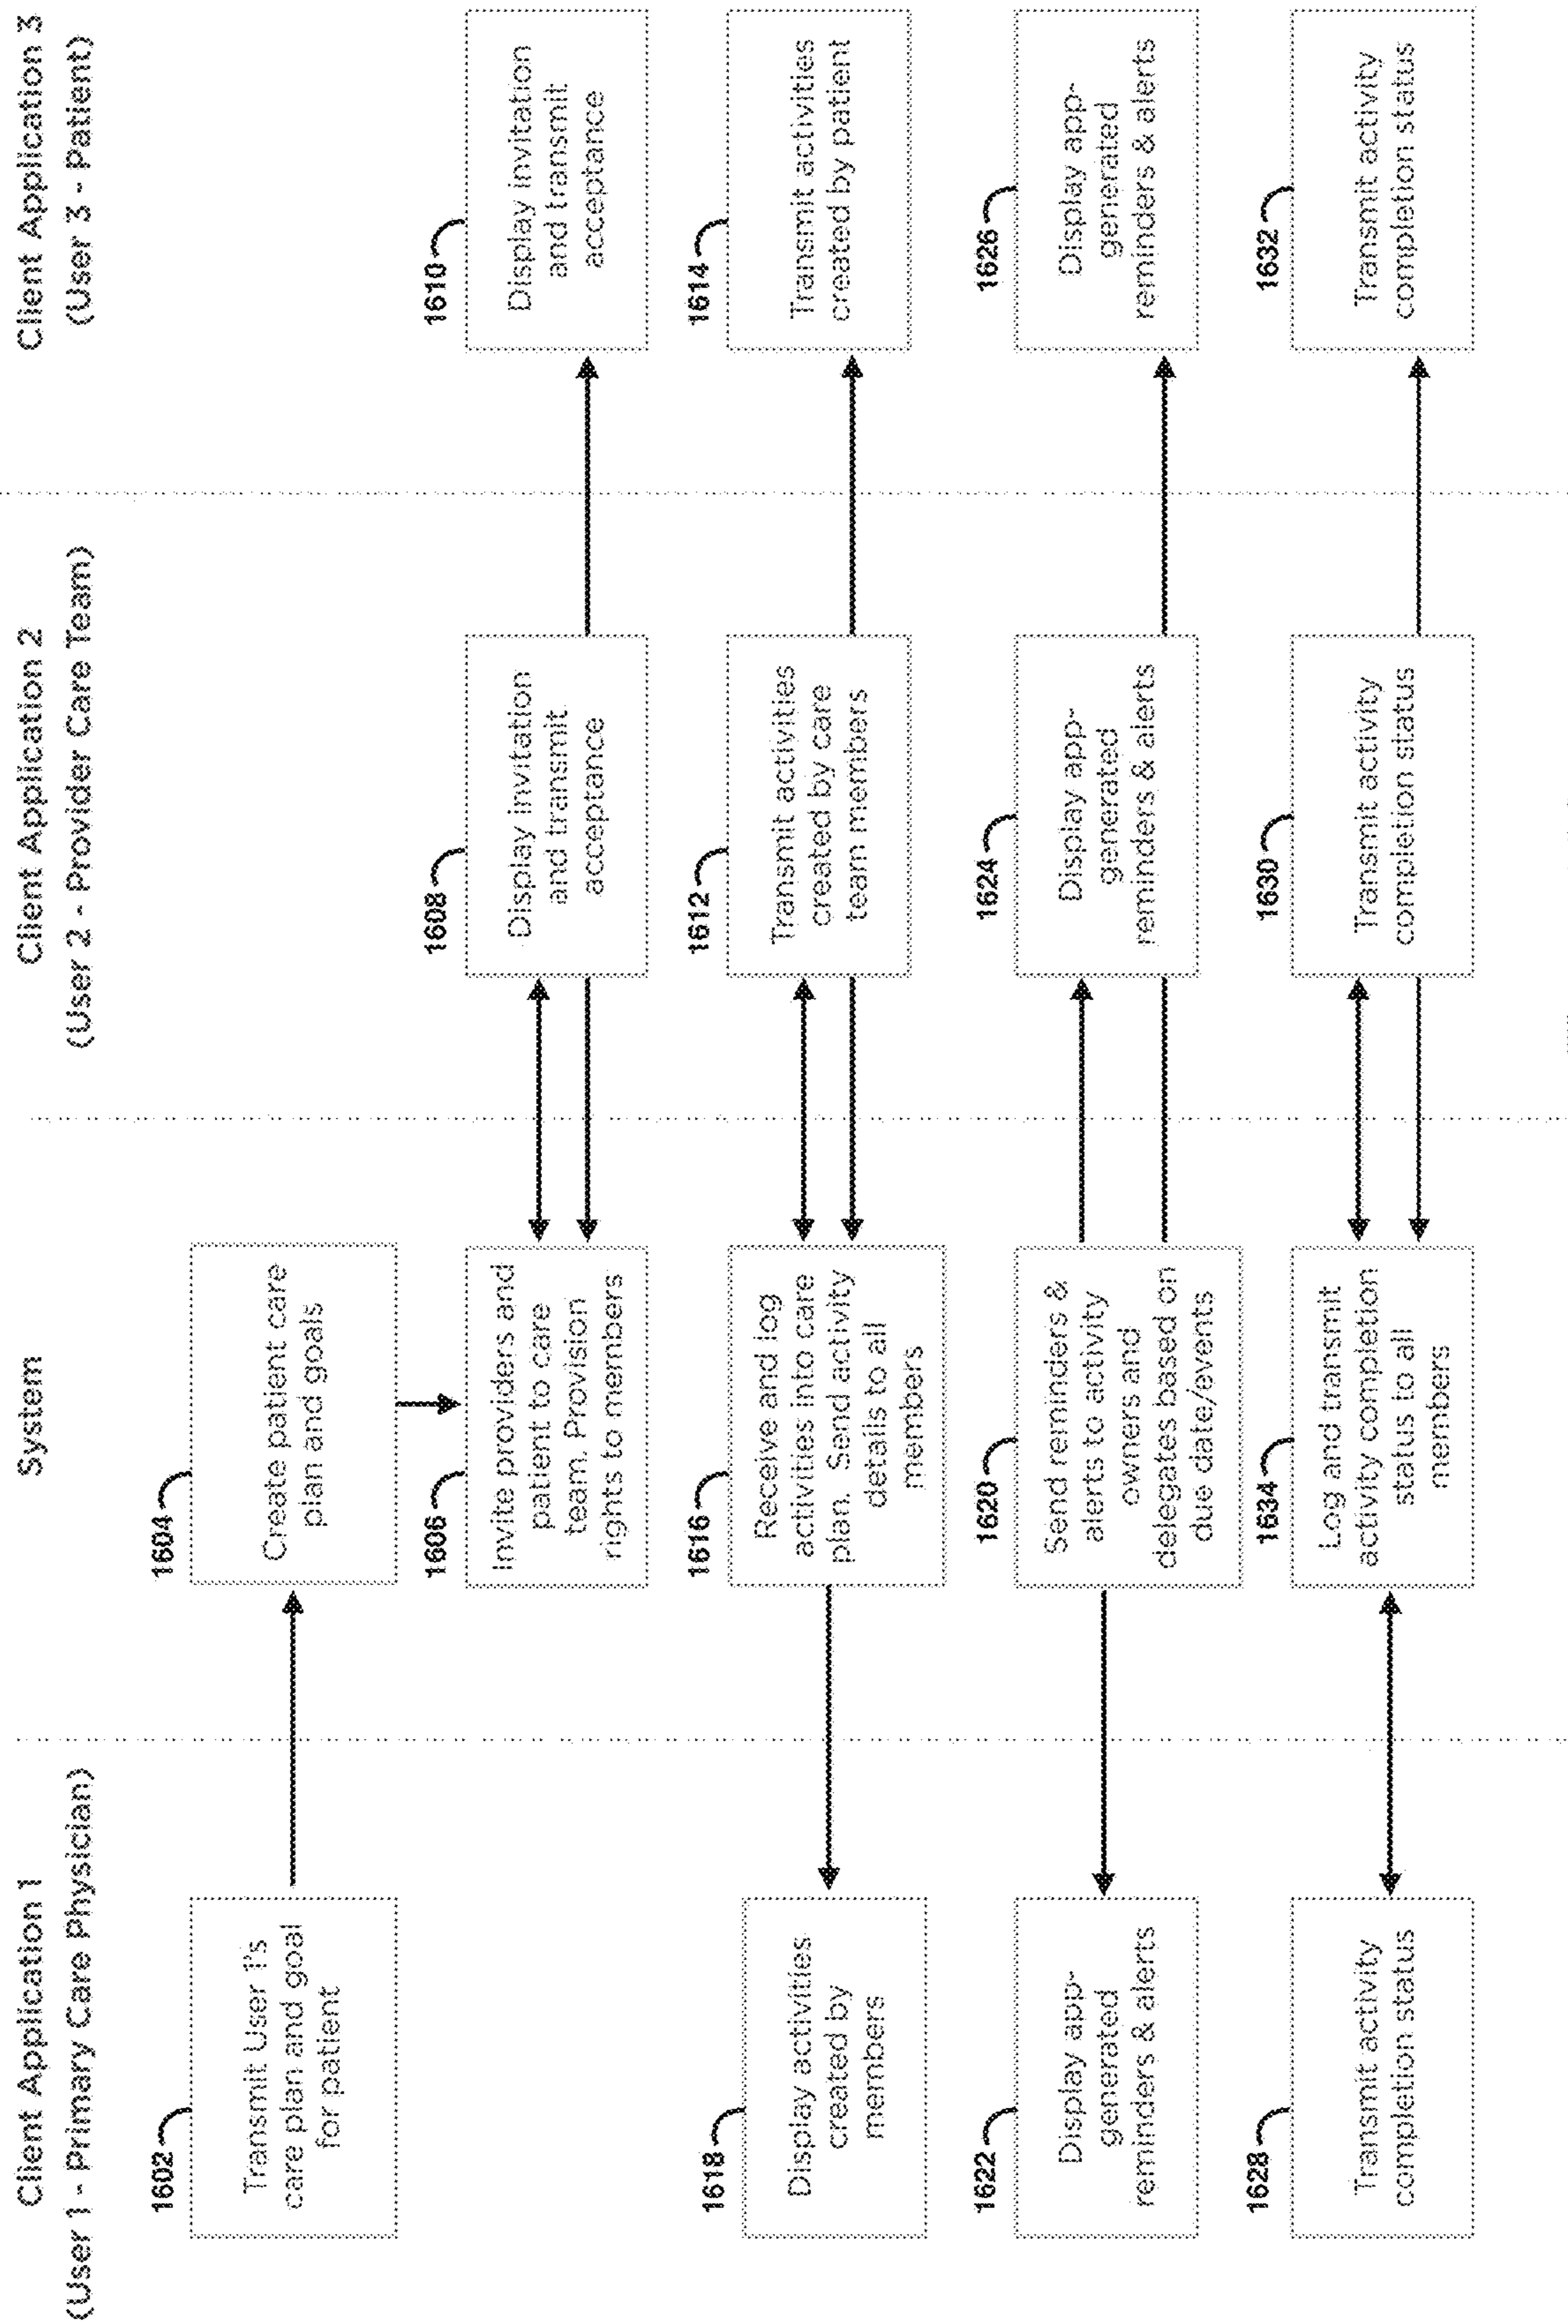 Client Application 1
(User 1 - Primary Care Physician)
System
Client Application 2
(User 2 - Provider Care Team)
Client Application 3
(User 3 - Patient)
1602
Transmit User 1's
care plan and goal
for patient
1604
Create patient care
plan and goals
1606
Invite providers and
patient to care
team. Provision
rights to members
1608
Display invitation
and transmit
acceptance
1610
Display invitation
and transmit
acceptance
1618
Display activities
created by
members
1616
Receive and log
activities into care
plan. Send activity
details to all
members
1612
Transmit activities
created by care
team members
1614
Transmit activities
created by patient
1622
Display app-
generated
reminders & alerts
1620
Send reminders &
alerts to activity
owners and
delegates based on
due date/events
1624
Display app-
generated
reminders & alerts
1626
Display app-
generated
reminders & alerts
1628
Transmit activity
completion status
1634
Log and transmit
activity completion
status to all
members
1630
Transmit activity
completion status
1632
Transmit activity
completion status